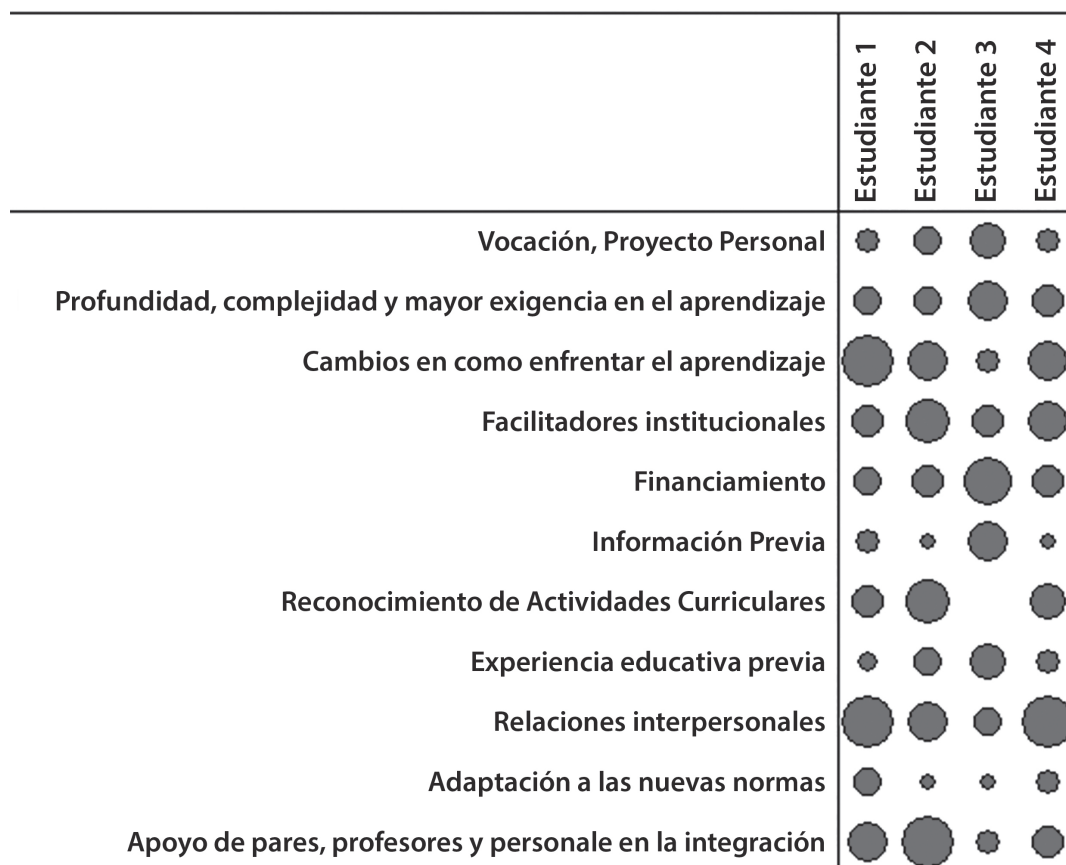 Estudiante 1
Estudiante 2
Estudiante 3
Estudiante 4
Vocación, Proyecto Personal
Profundidad, complejidad y mayor exigencia en el aprendizaje
Cambios en como enfrentar el aprendizaje
Facilitadores institucionales
Financiamiento
Información Previa
Reconocimiento de Actividades Curriculares
Experiencia educativa previa
Relaciones interpersonales
Adaptación a las nuevas normas
Apoyo de pares, profesores y personale en la integración